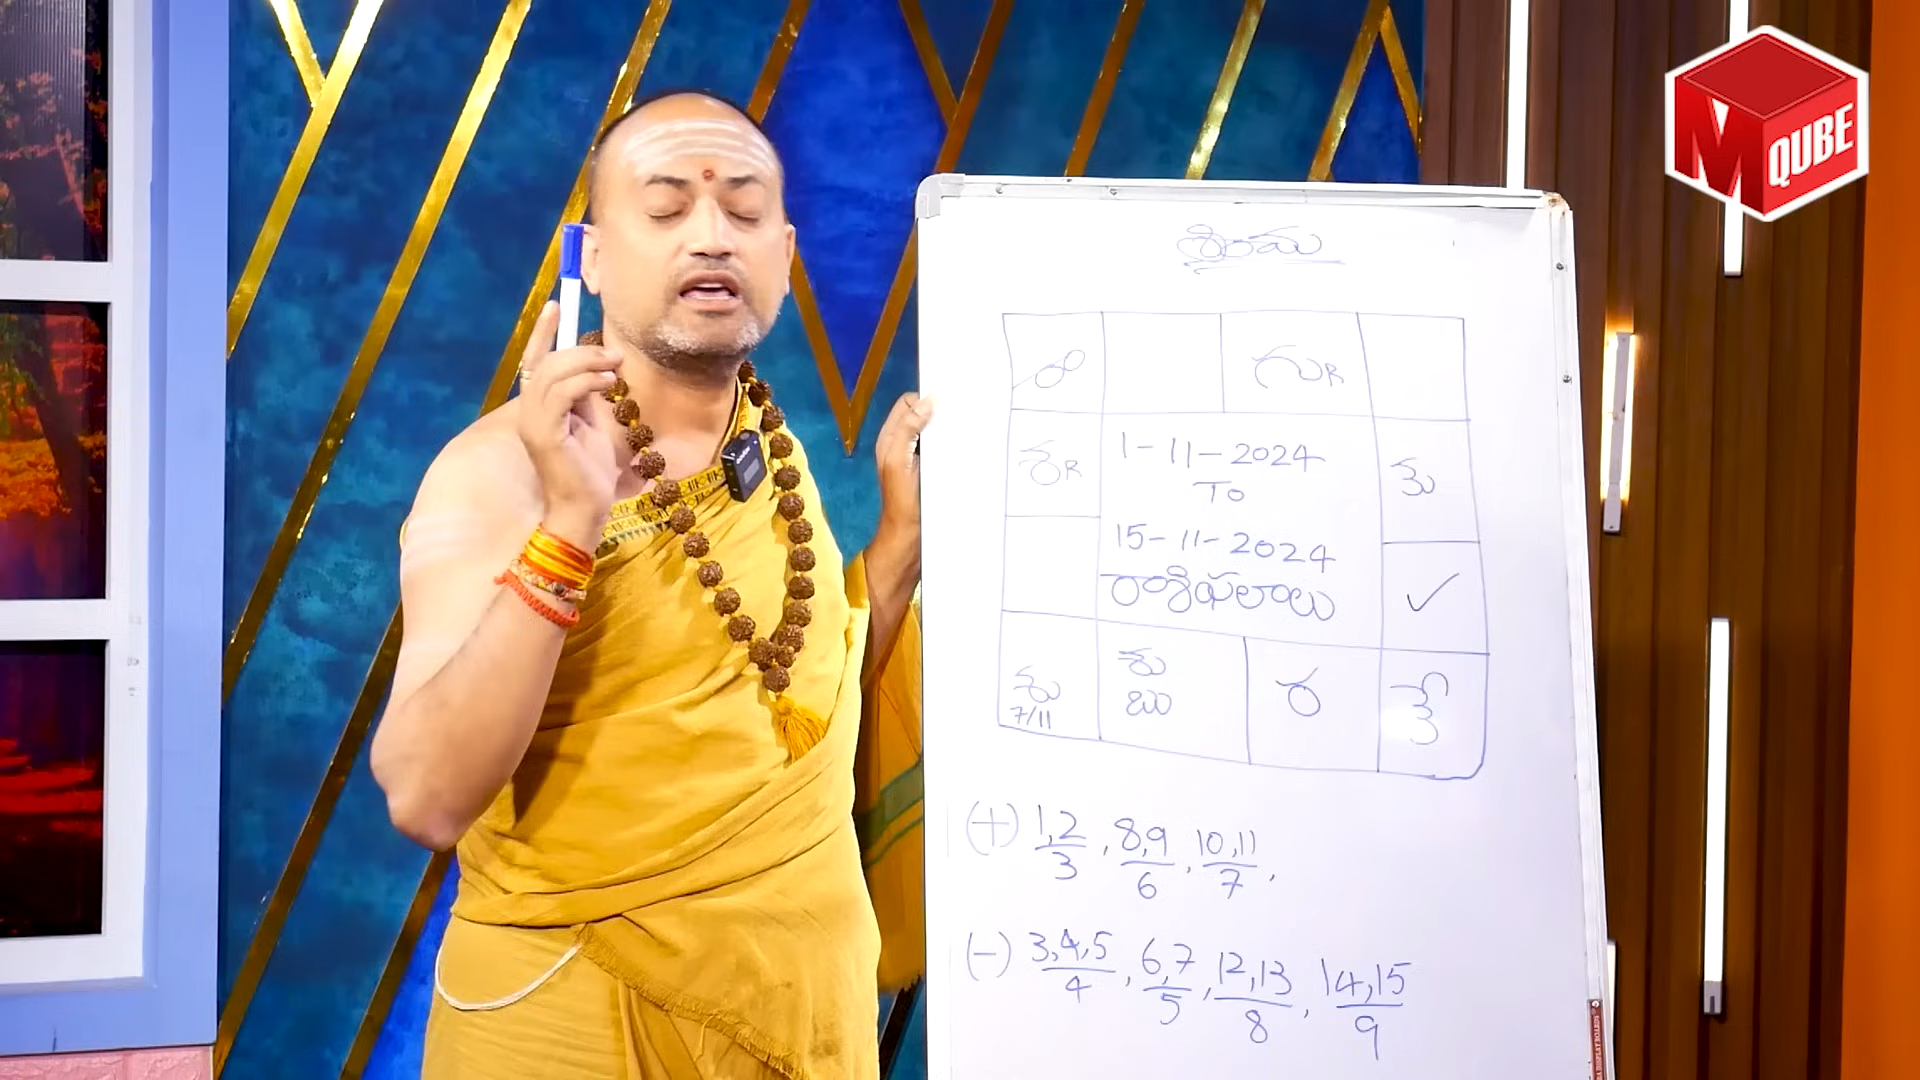 M QUBE
శ్రీరామ
రా
గుR
శR
1-11-2024
To
15-11-2024
రాశిఫలాలు
కు
✓
శు
7/11
శు
బు
ర
కే
(+) 1,2/3, 8,9/6, 10,11/7,
(-) 3,4,5/4, 6,7/5, 12,13/8, 14,15/9